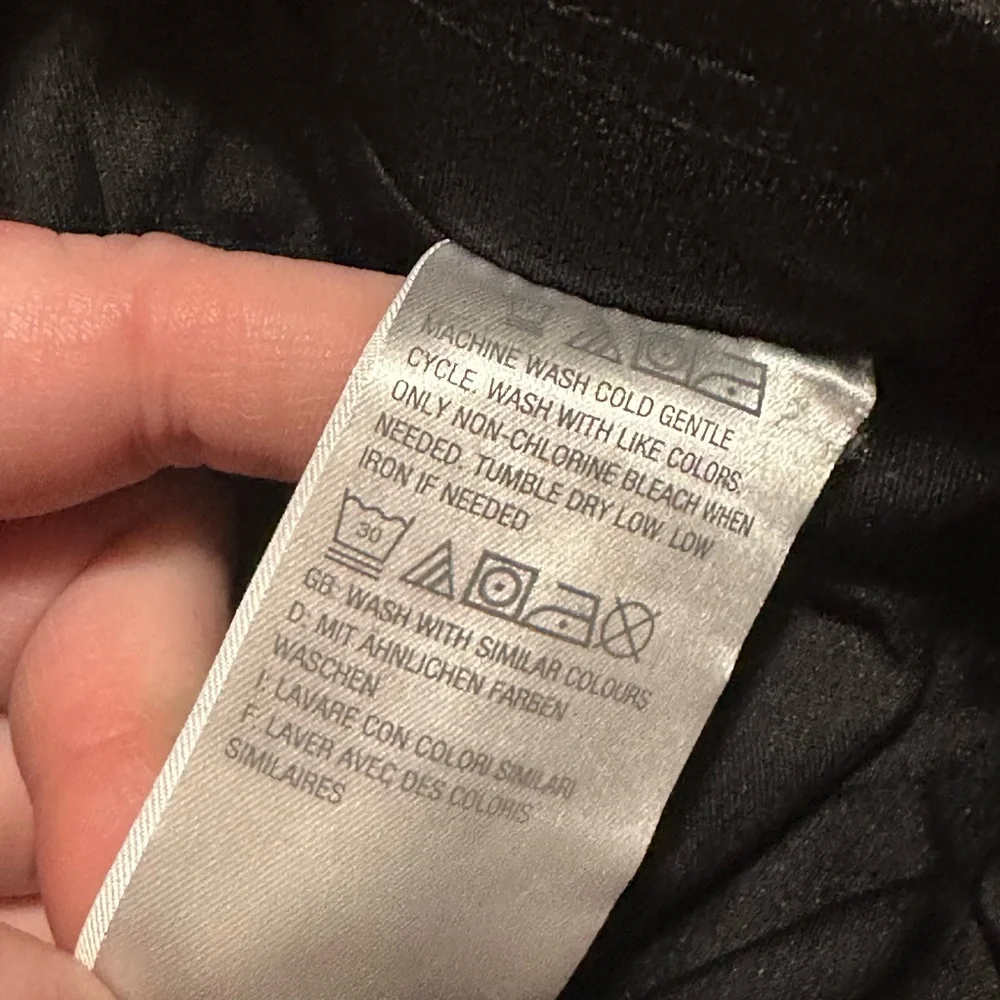 MACHINE WASH COLD GENTLE
CYCLE. WASH WITH LIKE COLORS.
ONLY NON-CHLORINE BLEACH WHEN
NEEDED. TUMBLE DRY LOW. LOW
IRON IF NEEDED
30
GB: WASH WITH SIMILAR COLOURS
D: MIT AHNLICHEN FARBEN
WASCHEN
I: LAVARE CON COLORI SIMILARI
F: LAVER AVEC DES COLORIS
SIMILAIRES